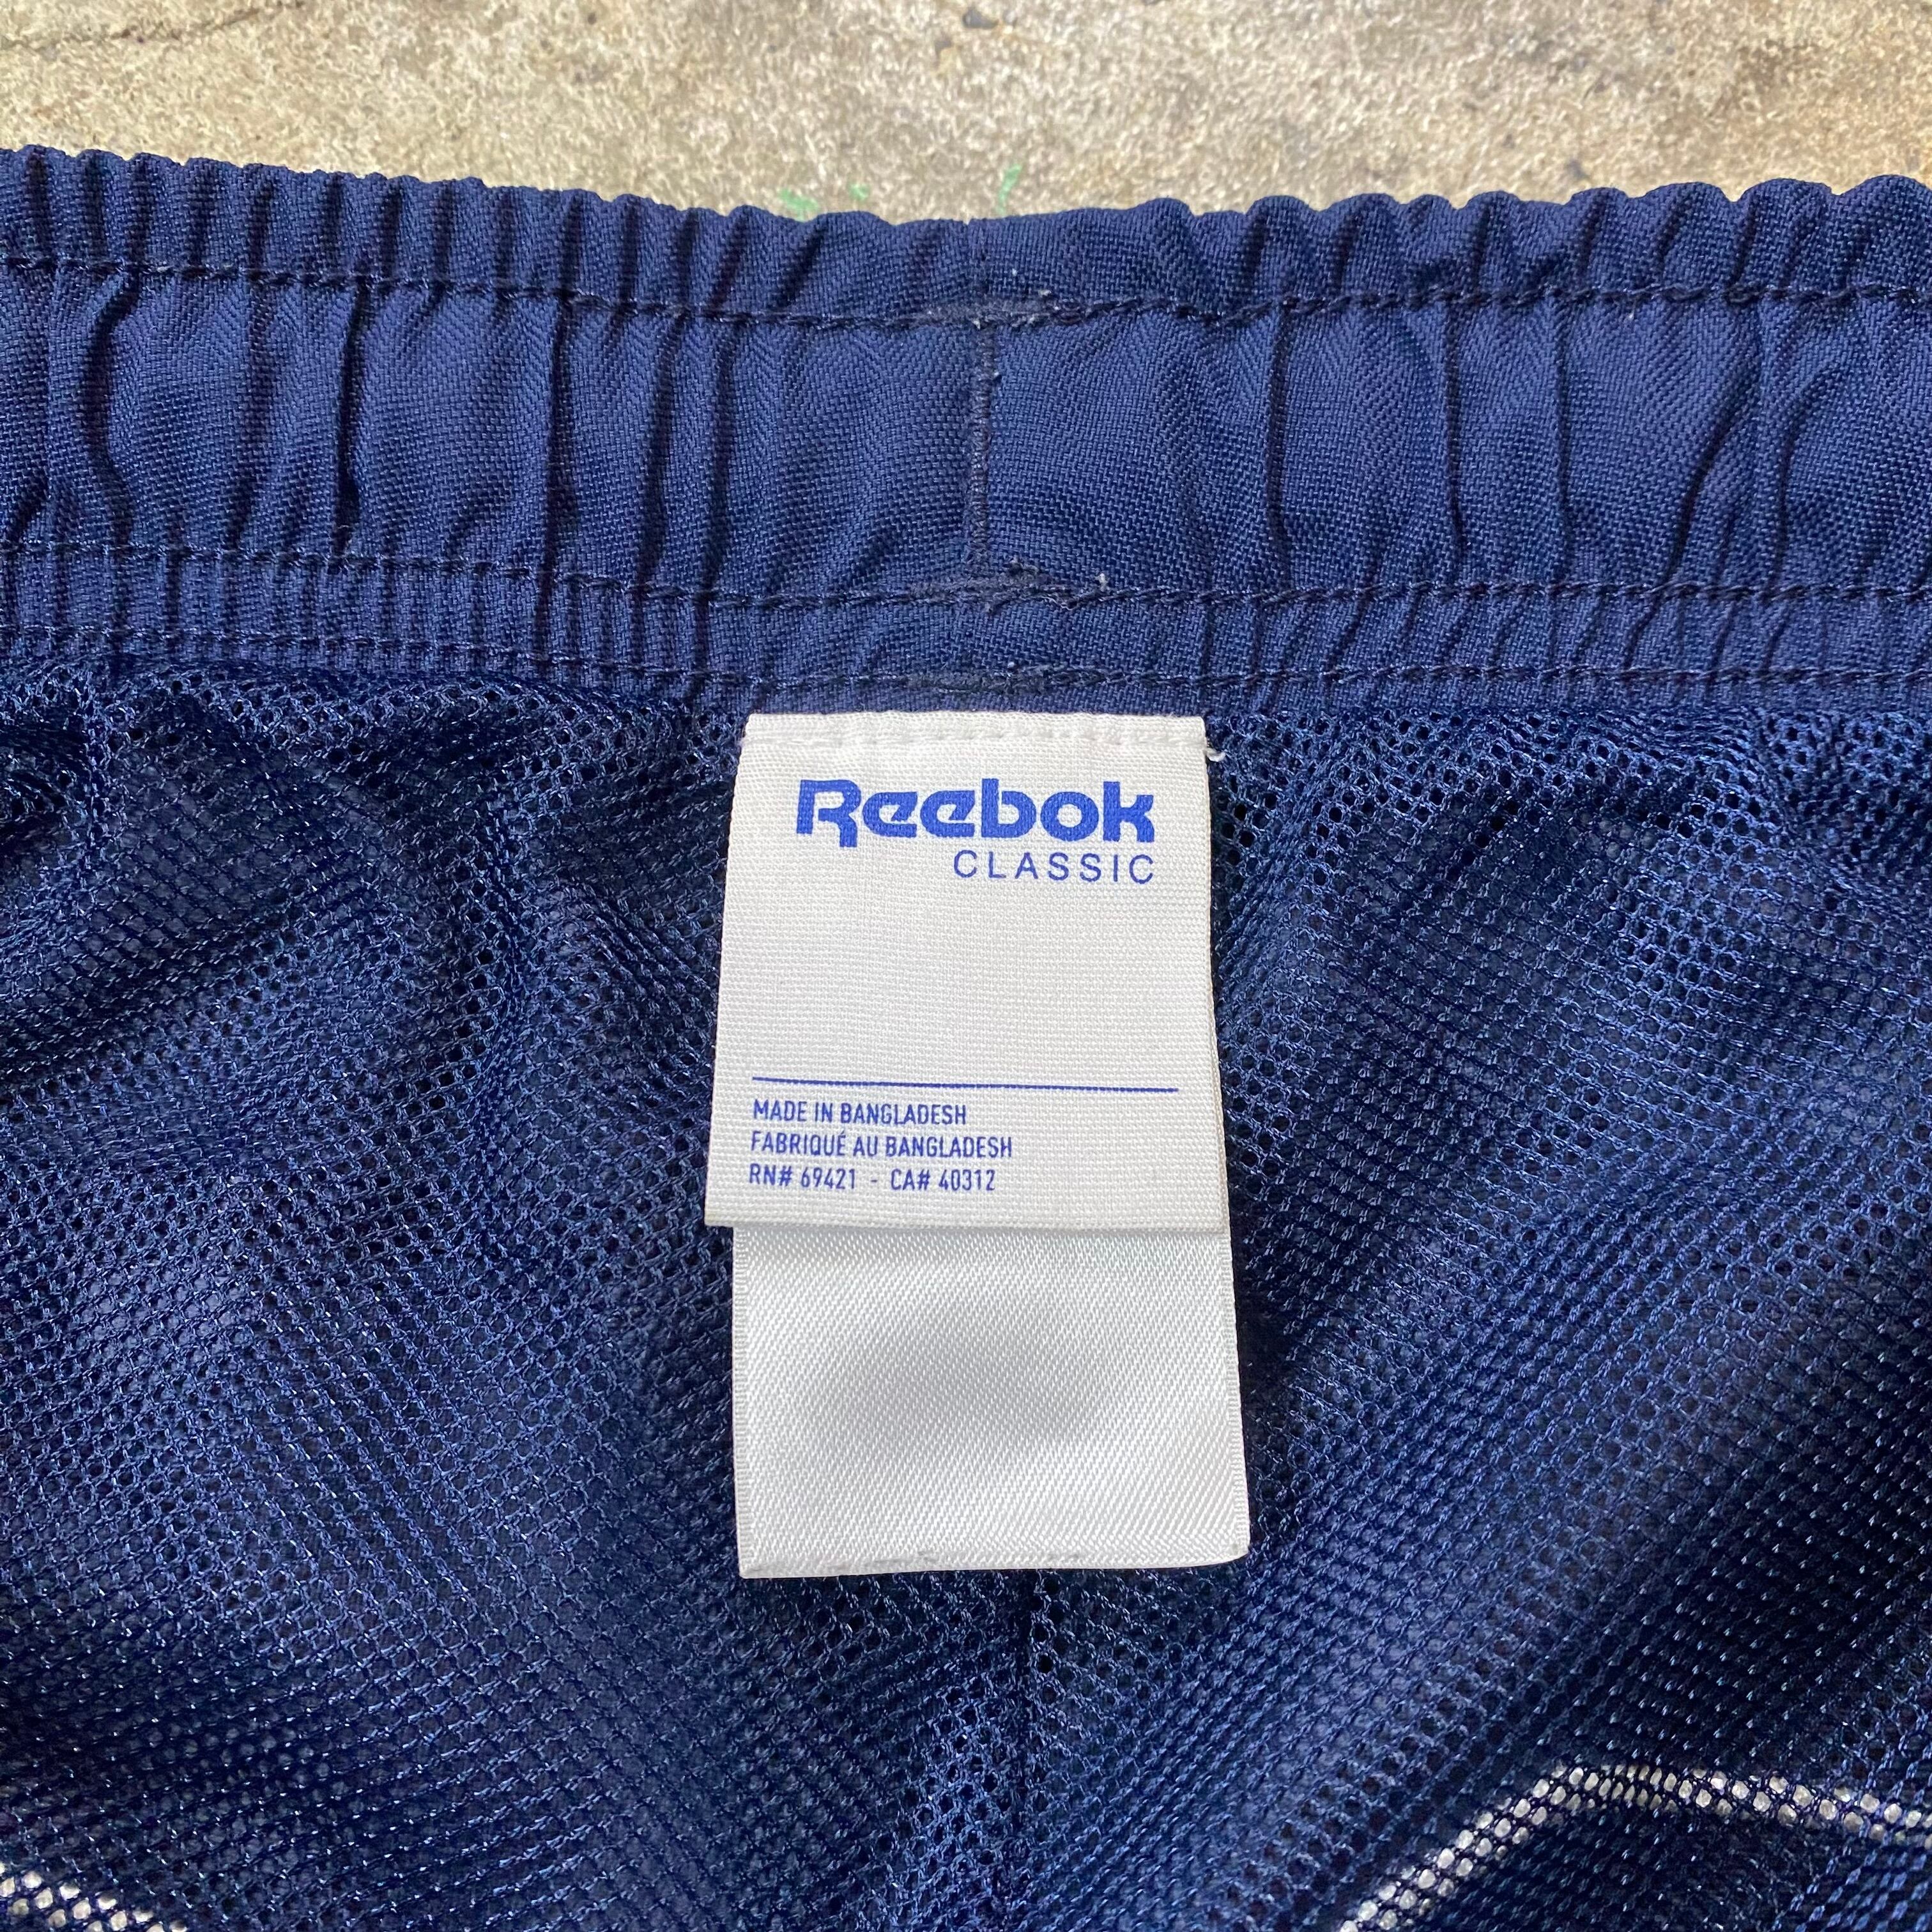 Reebok
CLASSIC
MADE IN BANGLADESH
FABRIQUÉ AU BANGLADESH
RN# 69421 - CA# 40312